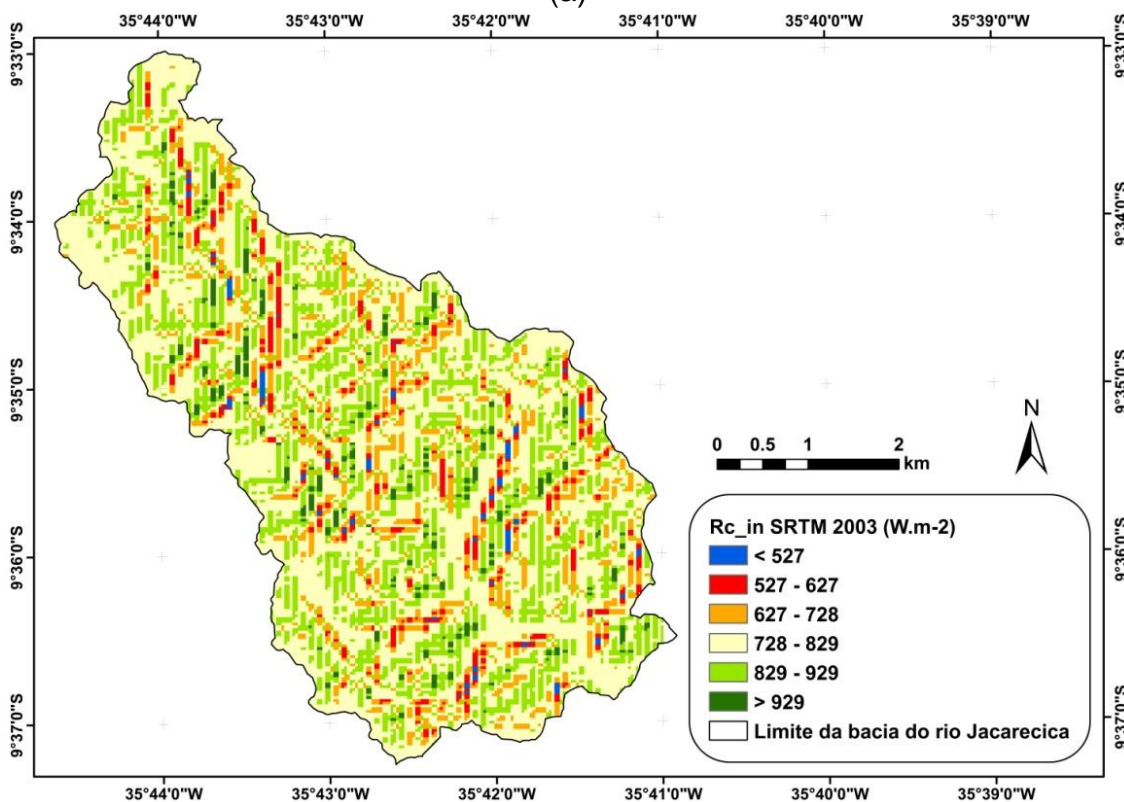 (a)
35°44'0"W 35°43'0"W 35°42'0"W 35°41'0"W 35°40'0"W 35°39'0"W
9°33'0"S 9°33'0"S
9°34'0"S 9°34'0"S
9°35'0"S 9°35'0"S
N
0 0.5 1 2
km
Rc_in SRTM 2003 (W.m-2)
< 527
527 - 627
9°36'0"S 9°36'0"S
627 - 728
728 - 829
829 - 929
> 929
9°37'0"S 9°37'0"S
Limite da bacia do rio Jacarecica
35°44'0"W 35°43'0"W 35°42'0"W 35°41'0"W 35°40'0"W 35°39'0"W